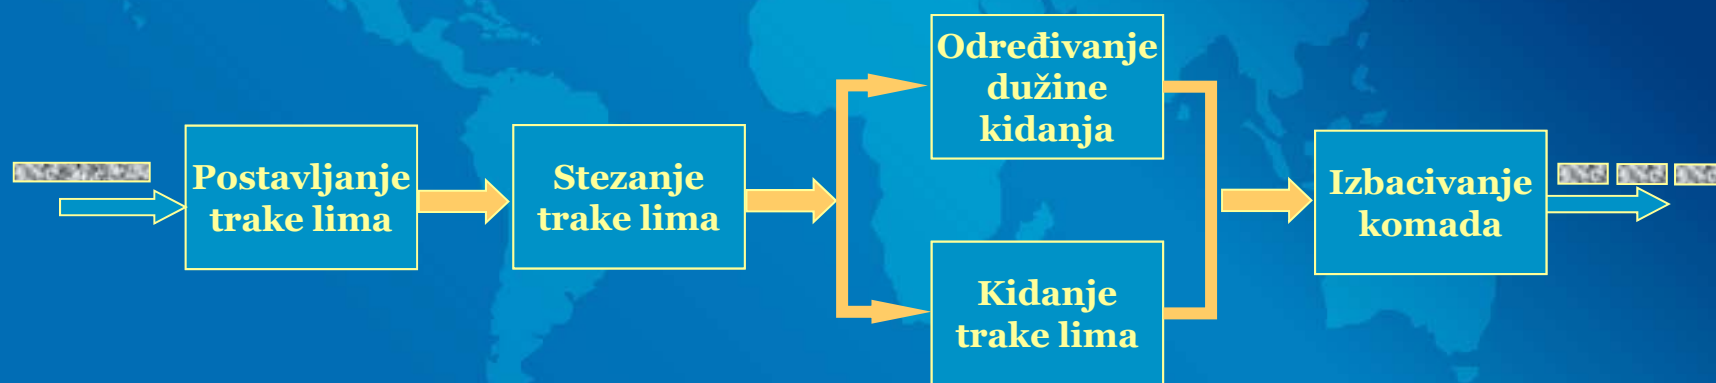 Postavljanje
trake lima
Stezanje
trake lima
Određivanje
dužine
kidanja
Kidanje
trake lima
Izbacivanje
komada